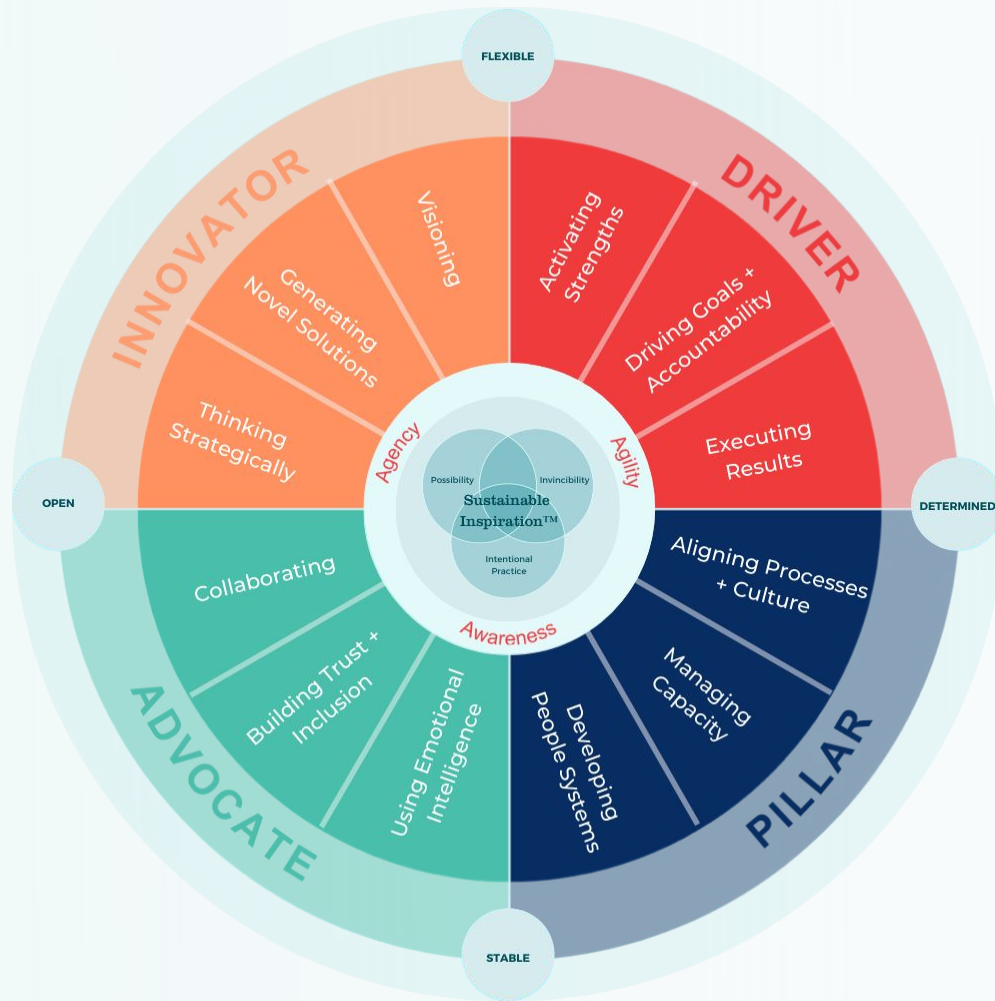 FLEXIBLE
INNOVATOR
DRIVER
Visioning
Activating
Strengths
Generating
Novel Solutions
Driving Goals +
Accountability
Thinking
Strategically
Executing
Results
Agency
Agility
Possibility
Invincibility
Sustainable
Inspiration™
Intentional
Practice
Awareness
OPEN
DETERMINED
Collaborating
Aligning Processes
+ Culture
Building Trust +
Inclusion
Managing
Capacity
Using Emotional
Intelligence
Developing
People Systems
ADVOCATE
PILLAR
STABLE